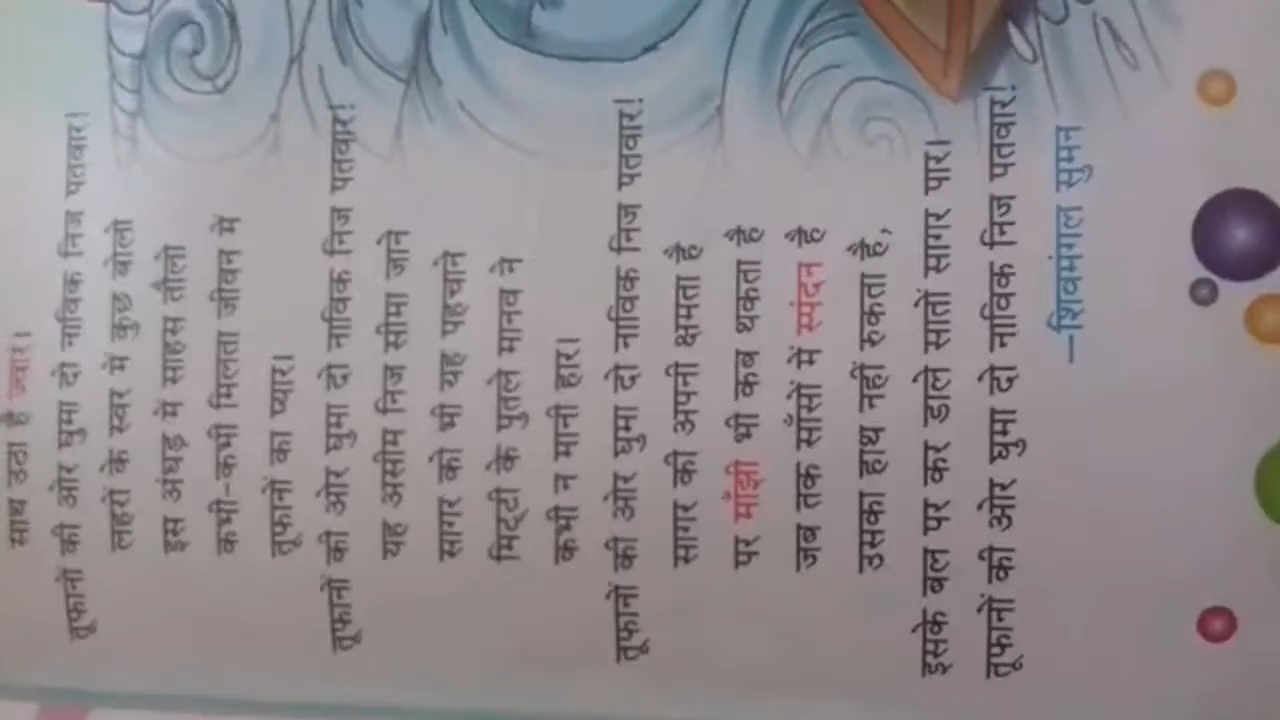 साथ उठा है ज्वार।
तूफानों की ओर घुमा दो नाविक निज पतवार।
लहरों के स्वर में कुछ बोलो
इस अंधड़ में साहस तौलो
कभी-कभी मिलता जीवन में
तूफानों का प्यार।
तूफानों की ओर घुमा दो नाविक निज पतवार!
यह असीम निज सीमा जाने
सागर को भी यह पहचाने
मिट्टी के पुतले मानव ने
कभी न मानी हार।
तूफानों की ओर घुमा दो नाविक निज पतवार!
सागर की अपनी क्षमता है
पर माँझी भी कब थकता है
जब तक साँसों में स्पंदन है
उसका हाथ नहीं रुकता है,
इसके बल पर कर डाले सातों सागर पार।
तूफानों की ओर घुमा दो नाविक निज पतवार!
–शिवमंगल सुमन